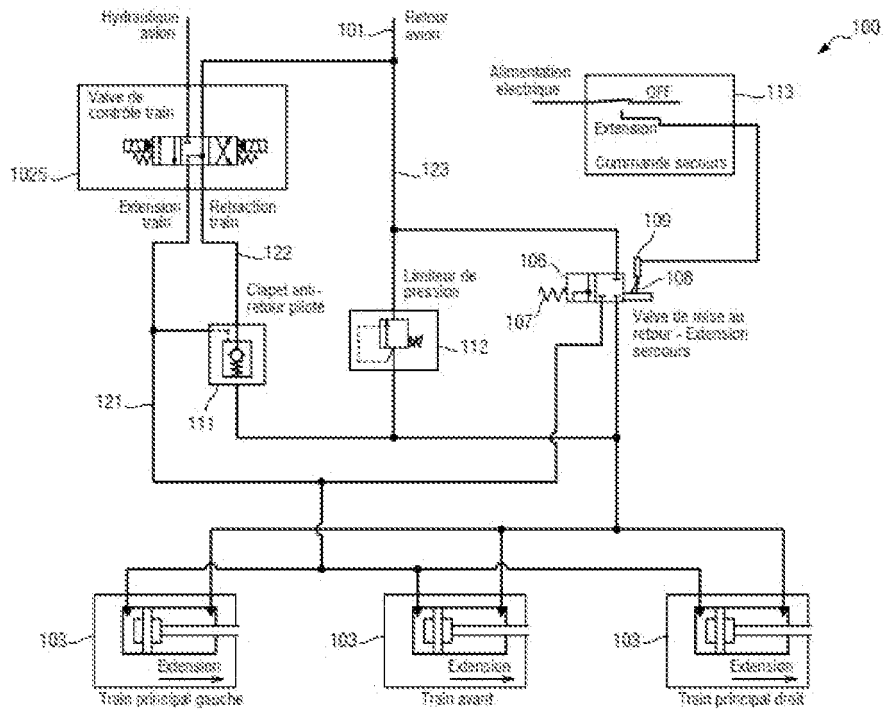 Hydraulique
avion
101
Retour
avion
100
Valve de
contrôle train
Alimentation
electrique
OFF
113
Extension
Commande secours
1025
Extension
train
Rétraction
train
123
122
109
106
108
107
Clapet anti-
retour piloté
Limiteur de
pression
Valve de mise au
retour - Extension
sercours
112
121
111
103
103
103
Extension
Extension
Extension
Train principal gauche
Train avant
Train principal droit